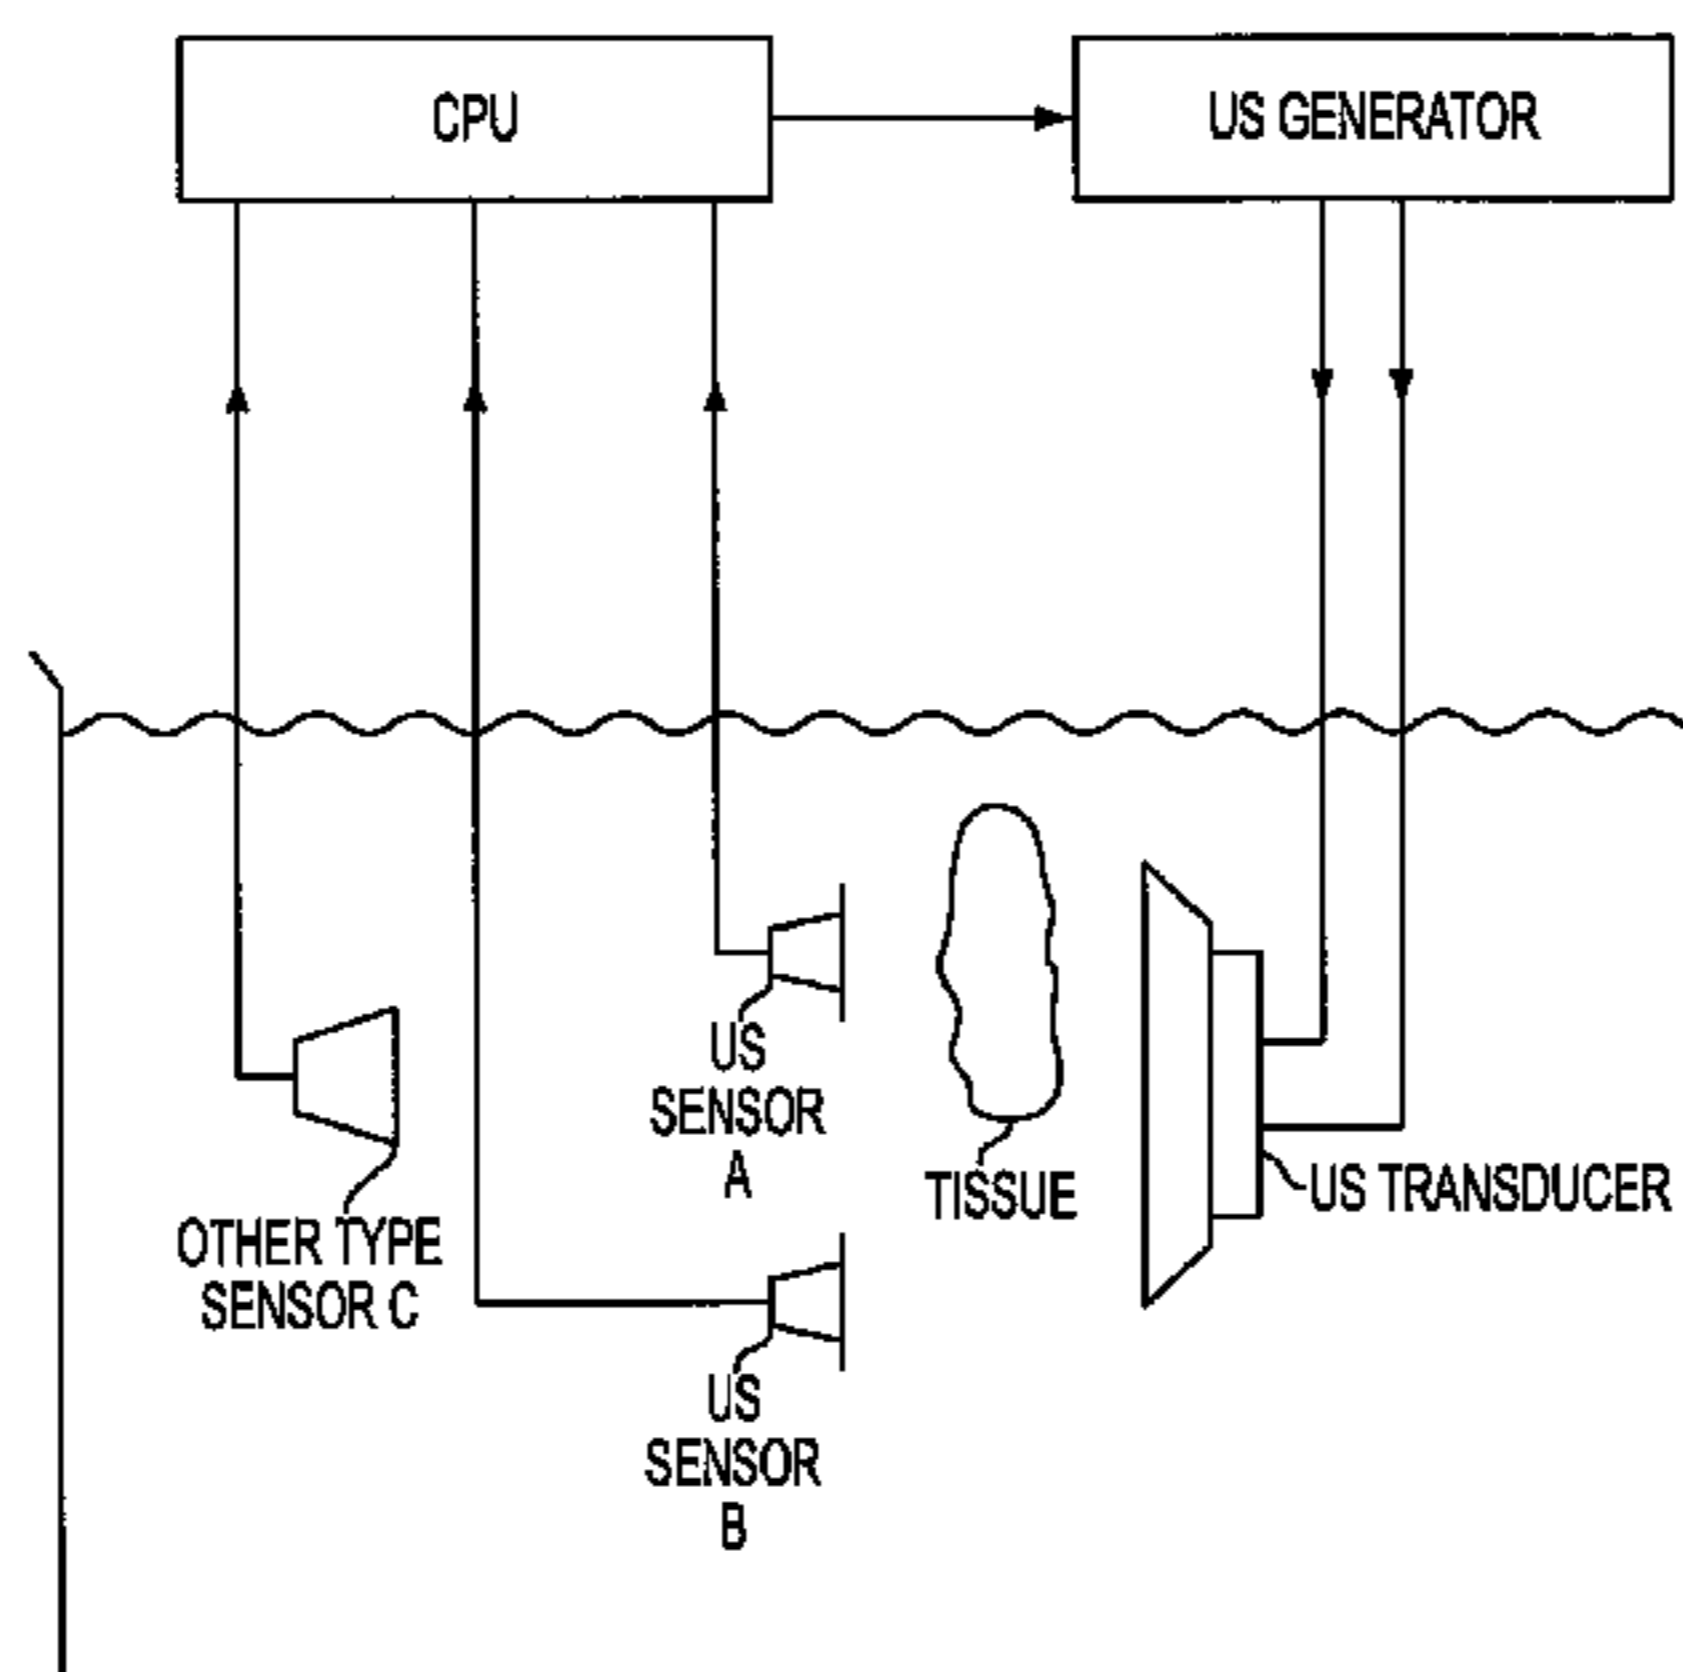 CPU
US GENERATOR
US
SENSOR
A
TISSUE
US TRANSDUCER
OTHER TYPE
SENSOR C
US
SENSOR
B